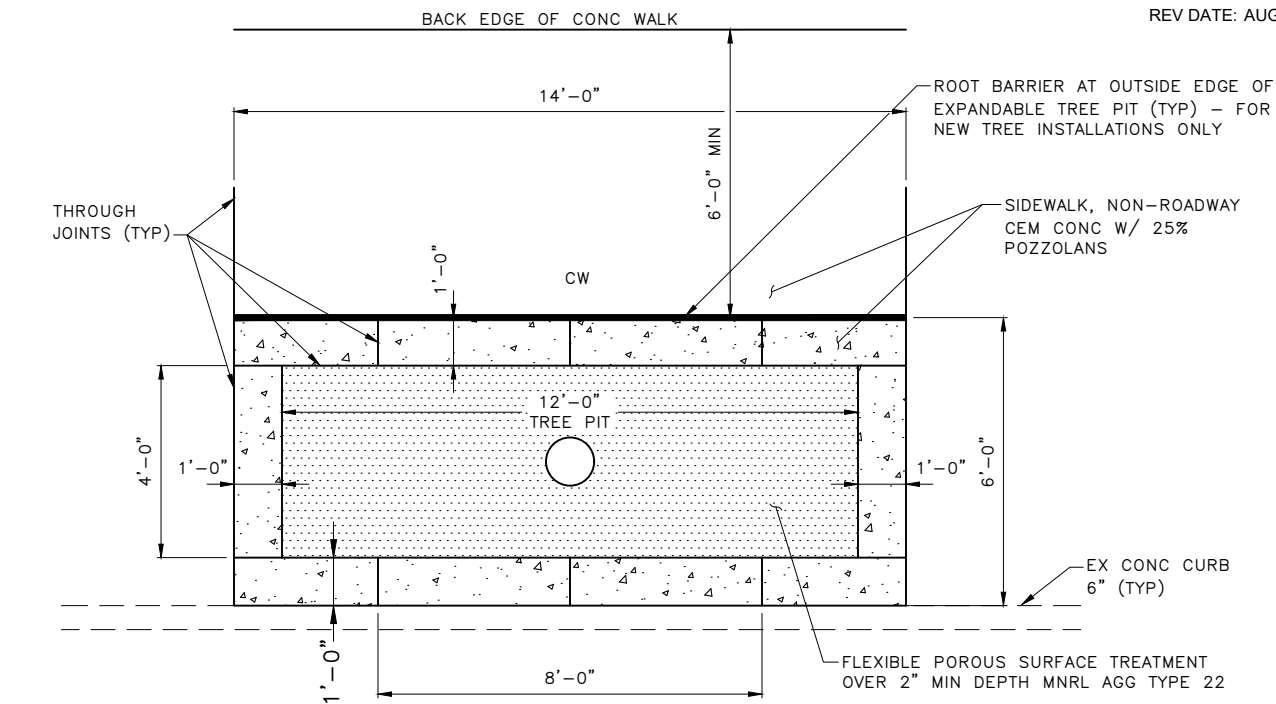 BACK EDGE OF CONC WALK
REV DATE: AUG
14'-0"
ROOT BARRIER AT OUTSIDE EDGE OF
EXPANDABLE TREE PIT (TYP) – FOR
NEW TREE INSTALLATIONS ONLY
6'-0" MIN
THROUGH
JOINTS (TYP)
SIDEWALK, NON-ROADWAY
CEM CONC W/ 25%
POZZOLANS
1'-0"
CW
12'-0"
TREE PIT
4'-0"
1'-0"
1'-0"
6'-0"
EX CONC CURB
6" (TYP)
1'-0"
8'-0"
FLEXIBLE POROUS SURFACE TREATMENT
OVER 2" MIN DEPTH MNRL AGG TYPE 22